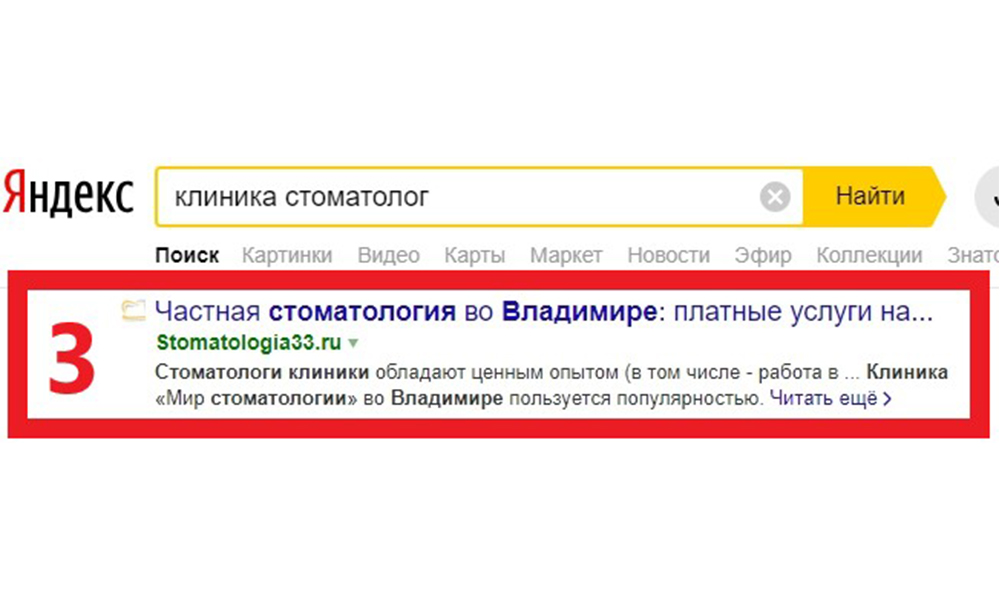 Яндекс
клиника стоматолог
Найти
Поиск Картинки Видео Карты Маркет Новости Эфир Коллекции
3
Частная стоматология во Владимире: платные услуги на...
Stomatologia33.ru
Стоматологи клиники обладают ценным опытом (в том числе - работа в ... Клиника
«Мир стоматологии» во Владимире пользуется популярностью. Читать ещё >